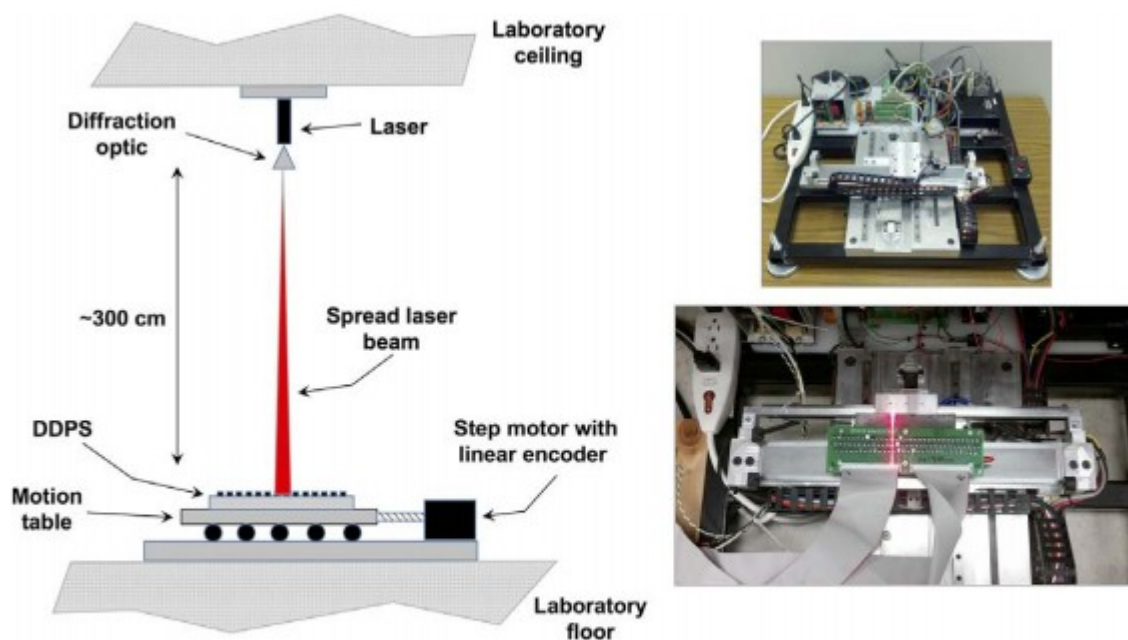 Laboratory
ceiling
Diffraction
optic
Laser
~300 cm
Spread laser
beam
DDPS
Step motor with
linear encoder
Motion
table
Laboratory
floor